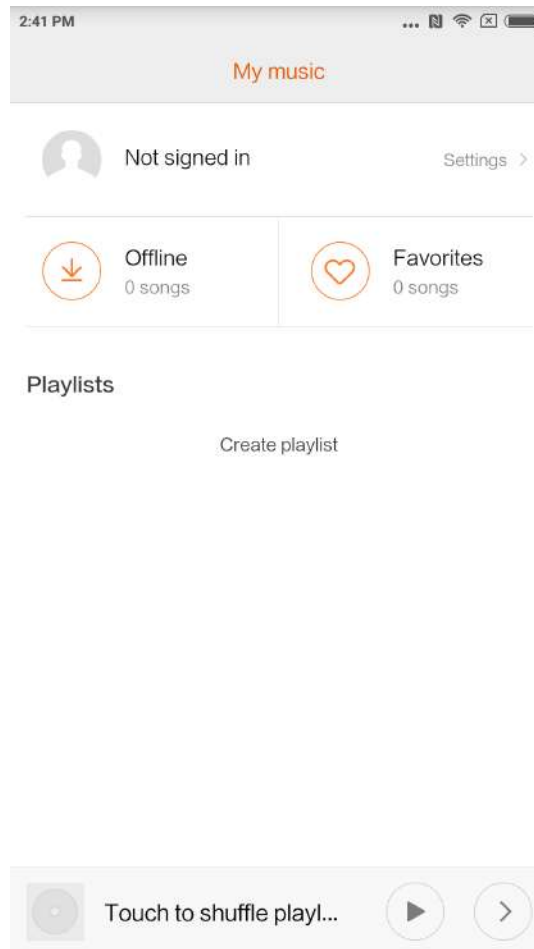 2:41 PM
My music
Not signed in
Settings
Offline
0 songs
Favorites
0 songs
Playlists
Create playlist
Touch to shuffle playl...